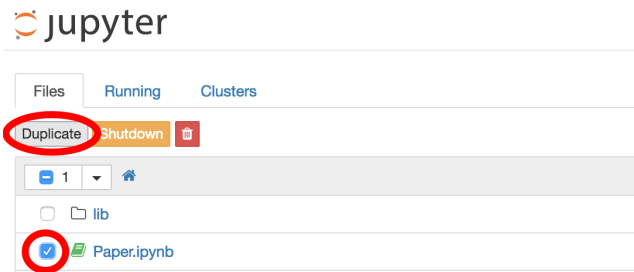 jupyter
Files Running Clusters
Duplicate Shutdown
1
lib
Paper.ipynb